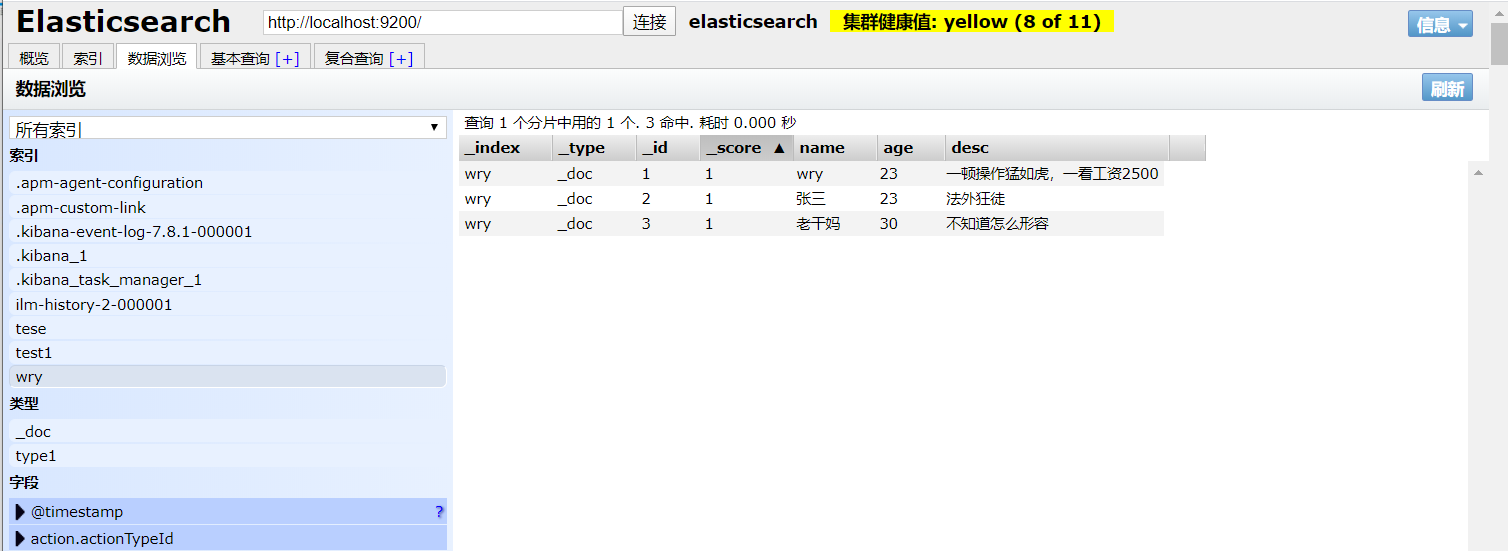 Elasticsearch http://localhost:9200/ 连接 elasticsearch 集群健康值: yellow (8 of 11) 信息
概览 索引 数据浏览 基本查询 [+] 复合查询 [+]
数据浏览 刷新
所有索引
索引
.apm-agent-configuration
.apm-custom-link
.kibana-event-log-7.8.1-000001
.kibana_1
.kibana_task_manager_1
ilm-history-2-000001
tese
test1
wry
类型
_doc
type1
字段
@timestamp ?
action.actionTypeId
查询 1 个分片中用的 1 个. 3 命中. 耗时 0.000 秒
_index _type _id _score ▲ name age desc
wry _doc 1 1 wry 23 一顿操作猛如虎，一看工资2500
wry _doc 2 1 张三 23 法外狂徒
wry _doc 3 1 老干妈 30 不知道怎么形容